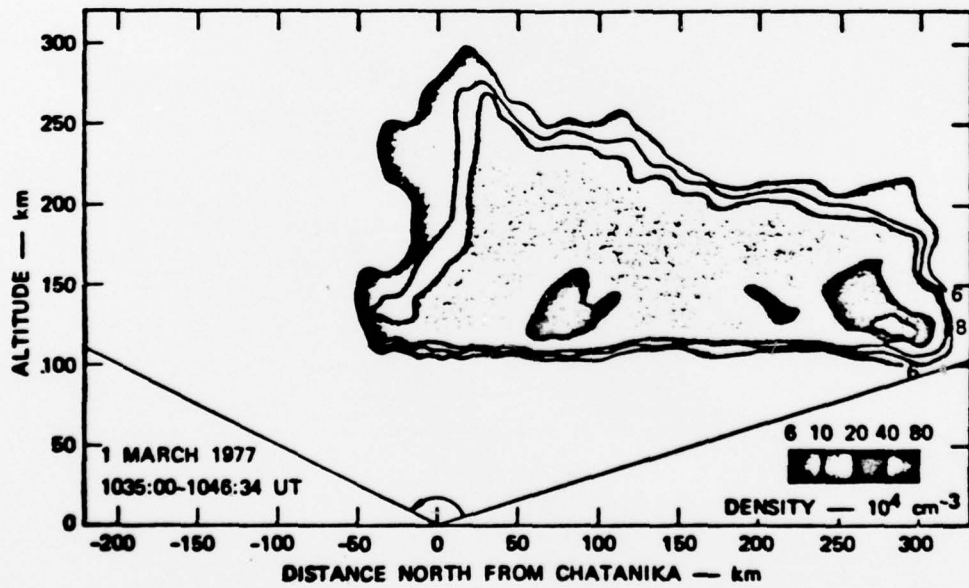 ALTITUDE — km
300
250
200
150
100
50
0
6
8
6
1 MARCH 1977
1035:00-1046:34 UT
6 10 20 40 80
DENSITY — 10⁴ cm⁻³
-200 -150 -100 -50 0 50 100 150 200 250 300
DISTANCE NORTH FROM CHATANIKA — km